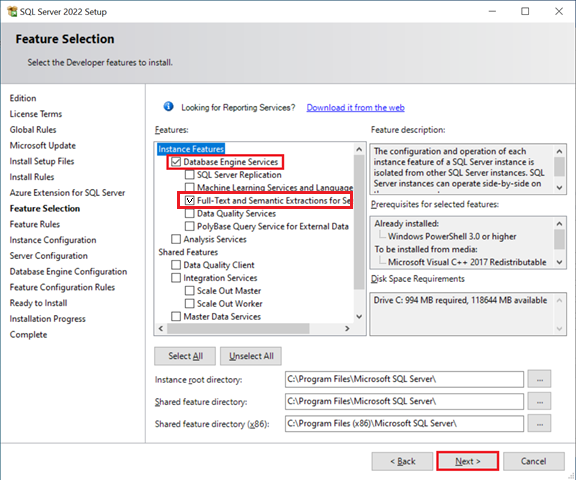 SQL Server 2022 Setup
Feature Selection
Select the Developer features to install.
Edition
License Terms
Global Rules
Microsoft Update
Install Setup Files
Install Rules
Azure Extension for SQL Server
Feature Selection
Feature Rules
Instance Configuration
Server Configuration
Database Engine Configuration
Feature Configuration Rules
Ready to Install
Installation Progress
Complete
Looking for Reporting Services? Download it from the web
Features:
Instance Features
Database Engine Services
SQL Server Replication
Machine Learning Services and Language
Full-Text and Semantic Extractions for Se
Data Quality Services
PolyBase Query Service for External Data
Analysis Services
Shared Features
Data Quality Client
Integration Services
Scale Out Master
Scale Out Worker
Master Data Services
Feature description:
The configuration and operation of each
instance feature of a SQL Server instance is
isolated from other SQL Server instances. SQL
Server instances can operate side-by-side on
Prerequisites for selected features:
Already installed:
Windows PowerShell 3.0 or higher
To be installed from media:
Microsoft Visual C++ 2017 Redistributable
Disk Space Requirements
Drive C: 994 MB required, 118644 MB available
Select All
Unselect All
Instance root directory:
C:\Program Files\Microsoft SQL Server\
...
Shared feature directory:
C:\Program Files\Microsoft SQL Server\
...
Shared feature directory (x86):
C:\Program Files (x86)\Microsoft SQL Server\
...
< Back
Next >
Cancel